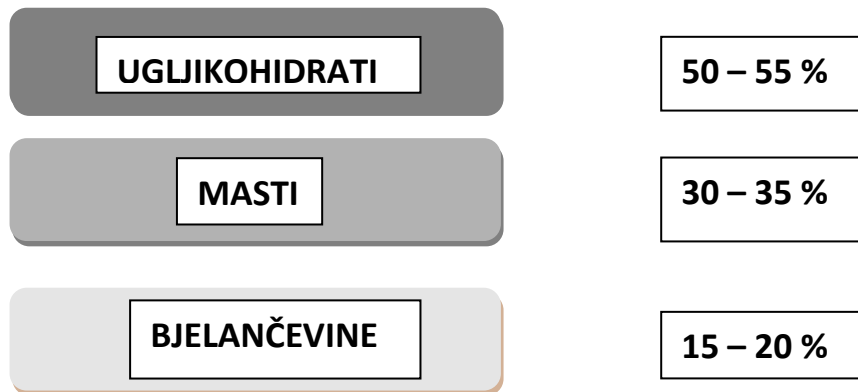 UGLJIKOHIDRATI 50 – 55 %
MASTI 30 – 35 %
BJELANČEVINE 15 – 20 %